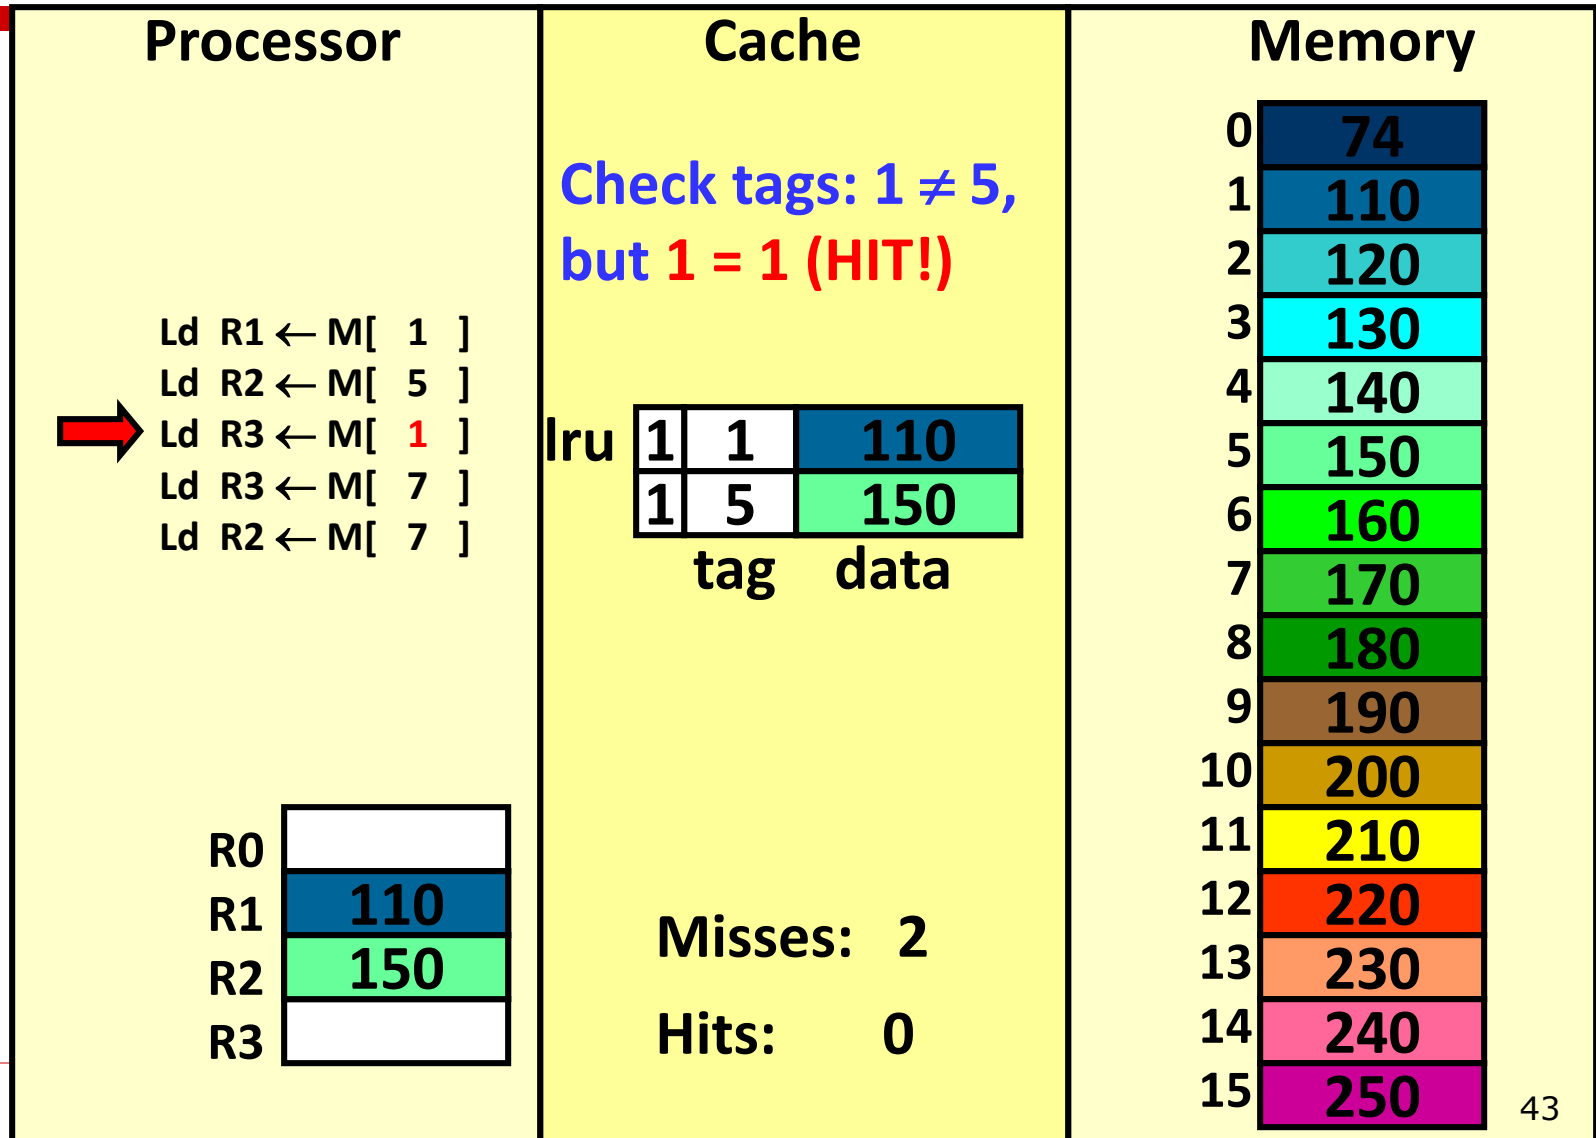 Processor
Ld R1 ← M[ 1 ]
Ld R2 ← M[ 5 ]
Ld R3 ← M[ 1 ]
Ld R3 ← M[ 7 ]
Ld R2 ← M[ 7 ]
R0
R1 110
R2 150
R3
Cache
Check tags: 1 ≠ 5,
but 1 = 1 (HIT!)
lru 1 1 110
1 5 150
tag data
Misses: 2
Hits: 0
Memory
0 74
1 110
2 120
3 130
4 140
5 150
6 160
7 170
8 180
9 190
10 200
11 210
12 220
13 230
14 240
15 250
43